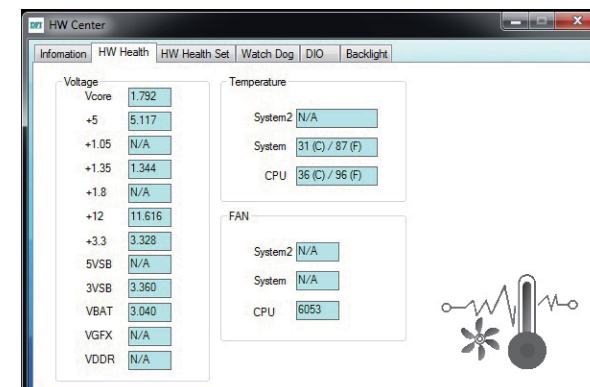 DFI HW Center
Infomation HW Health HW Health Set Watch Dog DIO Backlight
Voltage
Vcore 1.792
+5 5.117
+1.05 N/A
+1.35 1.344
+1.8 N/A
+12 11.616
+3.3 3.328
5VSB N/A
3VSB 3.360
VBAT 3.040
VGFX N/A
VDDR N/A
Temperature
System2 N/A
System 31 (C) / 87 (F)
CPU 36 (C) / 96 (F)
FAN
System2 N/A
System N/A
CPU 6053